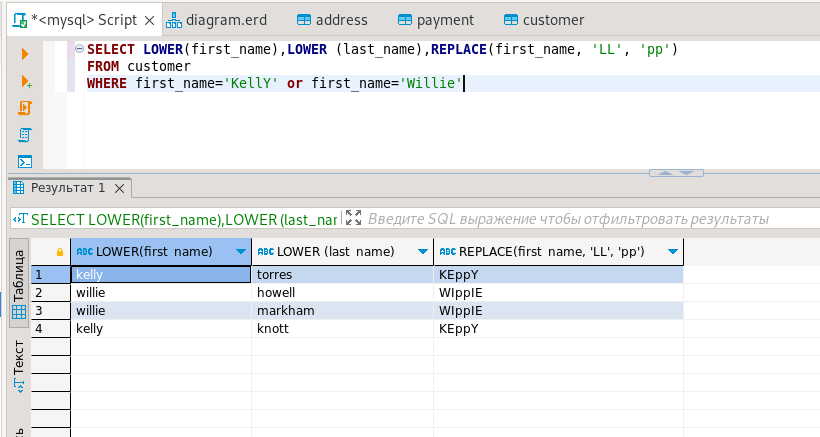 *<mysql> Script diagram.erd address payment customer
SELECT LOWER(first_name),LOWER (last_name),REPLACE(first_name, 'LL', 'pp')
FROM customer
WHERE first_name='KellY' or first_name='Willie'
Результат 1
SELECT LOWER(first_name),LOWER (last_nar Введите SQL выражение чтобы отфильтровать результаты
Таблица
Текст
ABC LOWER(first_name) ABC LOWER (last_name) ABC REPLACE(first_name, 'LL', 'pp')
1 kelly torres KEppY
2 willie howell WIppIE
3 willie markham WIppIE
4 kelly knott KEppY